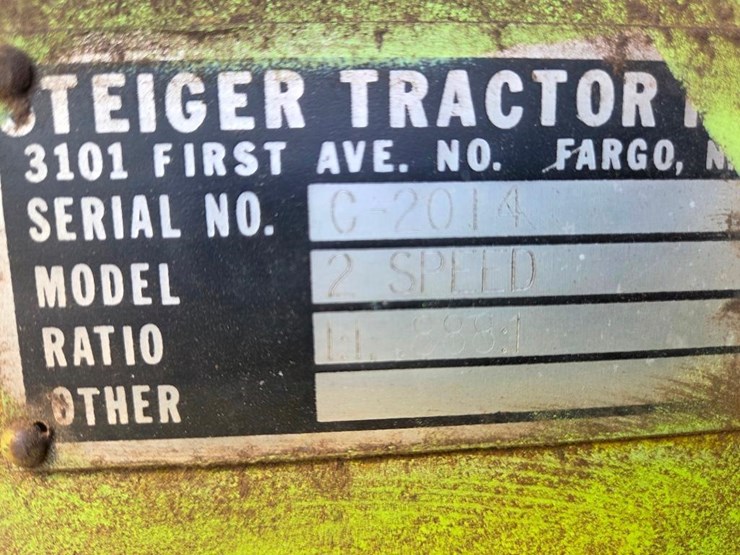 STEIGER TRACTOR
3101 FIRST AVE. NO. FARGO, N
SERIAL NO. C-2014
MODEL 2 SPEED
RATIO
OTHER